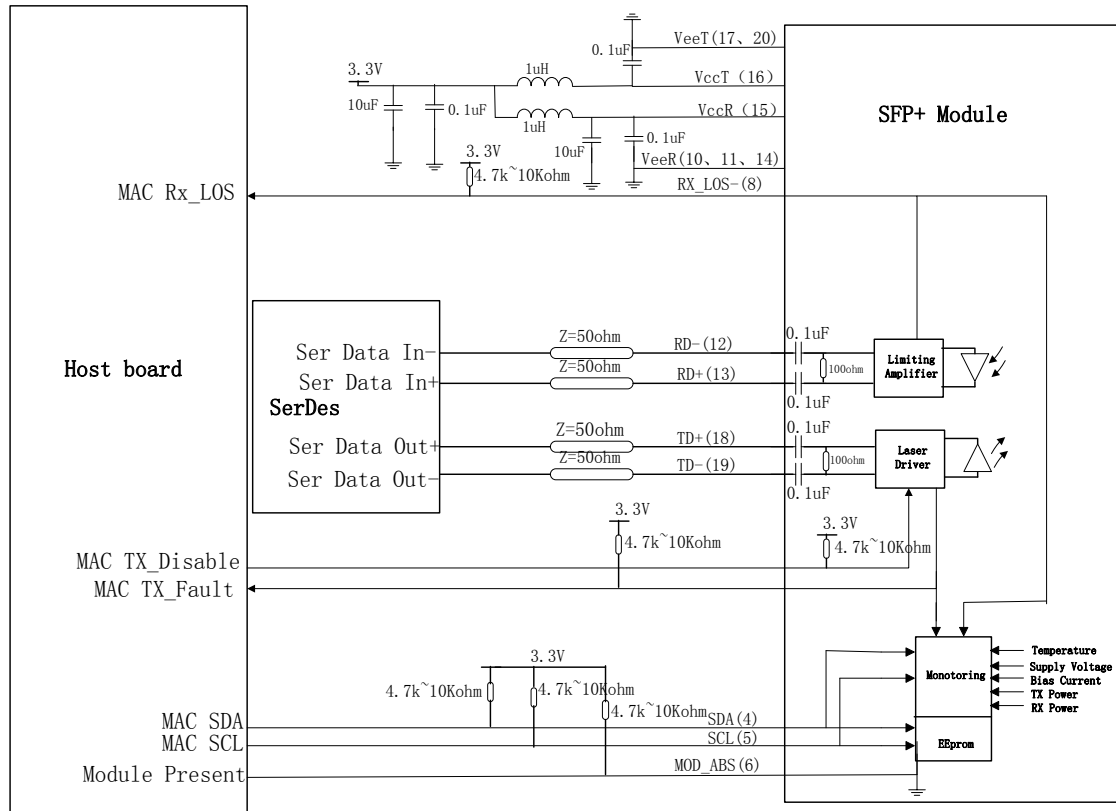 VeeT(17、20)
0.1uF
3.3V
1uH
VccT (16)
10uF
0.1uF
VccR (15)
1uH
10uF
0.1uF
SFP+ Module
3.3V
VeeR(10、11、14)
4.7k~10Kohm
RX_LOS-(8)
MAC Rx_LOS
Host board
SerDes
Ser Data In-
Z=50ohm
RD-(12)
0.1uF
Ser Data In+
Z=50ohm
RD+(13)
0.1uF
100ohm
Limiting
Amplifier
Ser Data Out+
Z=50ohm
TD+(18)
0.1uF
Ser Data Out-
Z=50ohm
TD-(19)
0.1uF
100ohm
Laser
Driver
3.3V
4.7k~10Kohm
3.3V
4.7k~10Kohm
MAC TX_Disable
MAC TX_Fault
3.3V
4.7k~10Kohm
4.7k~10Kohm
4.7k~10Kohm
MAC SDA
SDA(4)
MAC SCL
SCL(5)
Module Present
MOD_ABS(6)
Monotoring
EEprom
Temperature
Supply Voltage
Bias Current
TX Power
RX Power